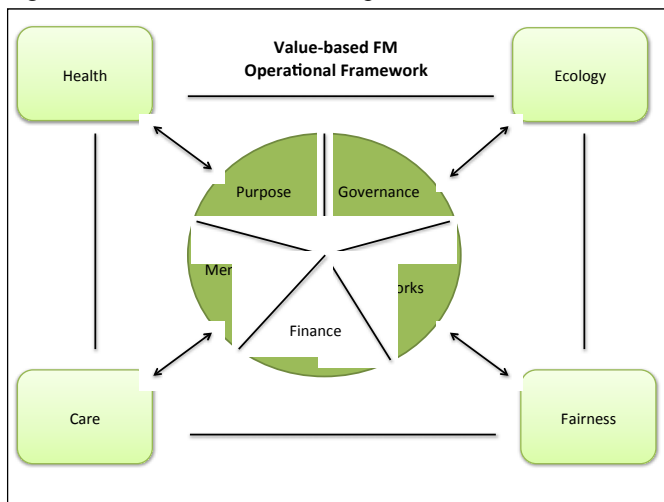 Value-based FM
Operational Framework
Health
Ecology
Purpose
Governance
Finance
Care
Fairness